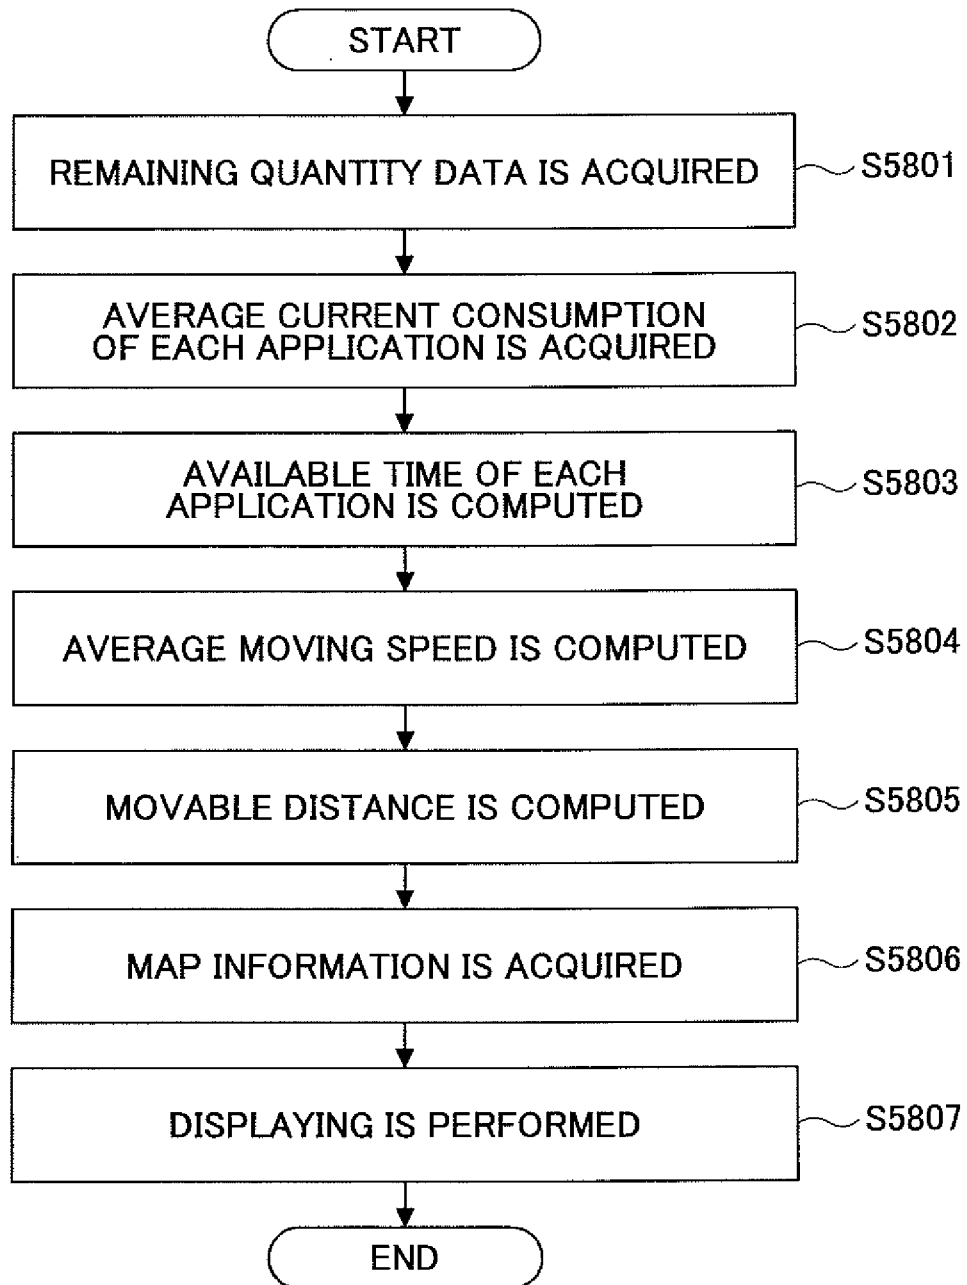 START
REMAINING QUANTITY DATA IS ACQUIRED
S5801
AVERAGE CURRENT CONSUMPTION
OF EACH APPLICATION IS ACQUIRED
S5802
AVAILABLE TIME OF EACH
APPLICATION IS COMPUTED
S5803
AVERAGE MOVING SPEED IS COMPUTED
S5804
MOVABLE DISTANCE IS COMPUTED
S5805
MAP INFORMATION IS ACQUIRED
S5806
DISPLAYING IS PERFORMED
S5807
END